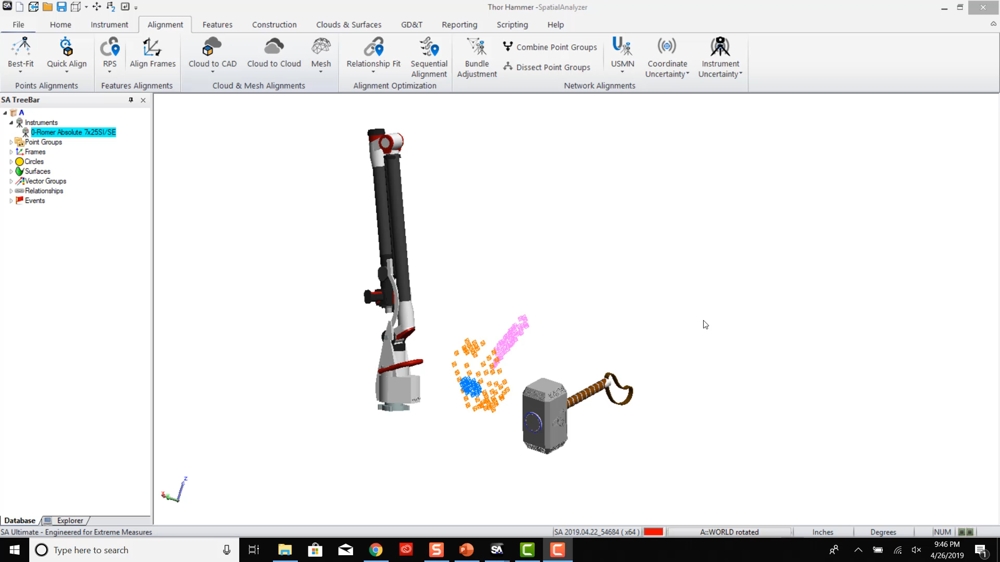 SA
Thor Hammer -SpatialAnalyzer
File Home Instrument Alignment Features Construction Clouds & Surfaces GD&T Reporting Scripting Help
Best-Fit
Quick Align
RPS
Align Frames
Cloud to CAD
Cloud to Cloud
Mesh
Relationship Fit
Sequential
Alignment
Bundle
Adjustment
Combine Point Groups
Dissect Point Groups
USMN
Coordinate
Uncertainty
Instrument
Uncertainty
Points Alignments
Features Alignments
Cloud & Mesh Alignments
Alignment Optimization
Network Alignments
SA TreeBar
A
Instruments
0-Romer Absolute 7x25SI/SE
Point Groups
Frames
Circles
Surfaces
Vector Groups
Relationships
Events
Z
X
Database
Explorer
SA Ultimate - Engineered for Extreme Measures
SA 2019.04.22_54684 ( x64 )
A::WORLD rotated
Inches
Degrees
NUM
Type here to search
9:46 PM
4/26/2019
1